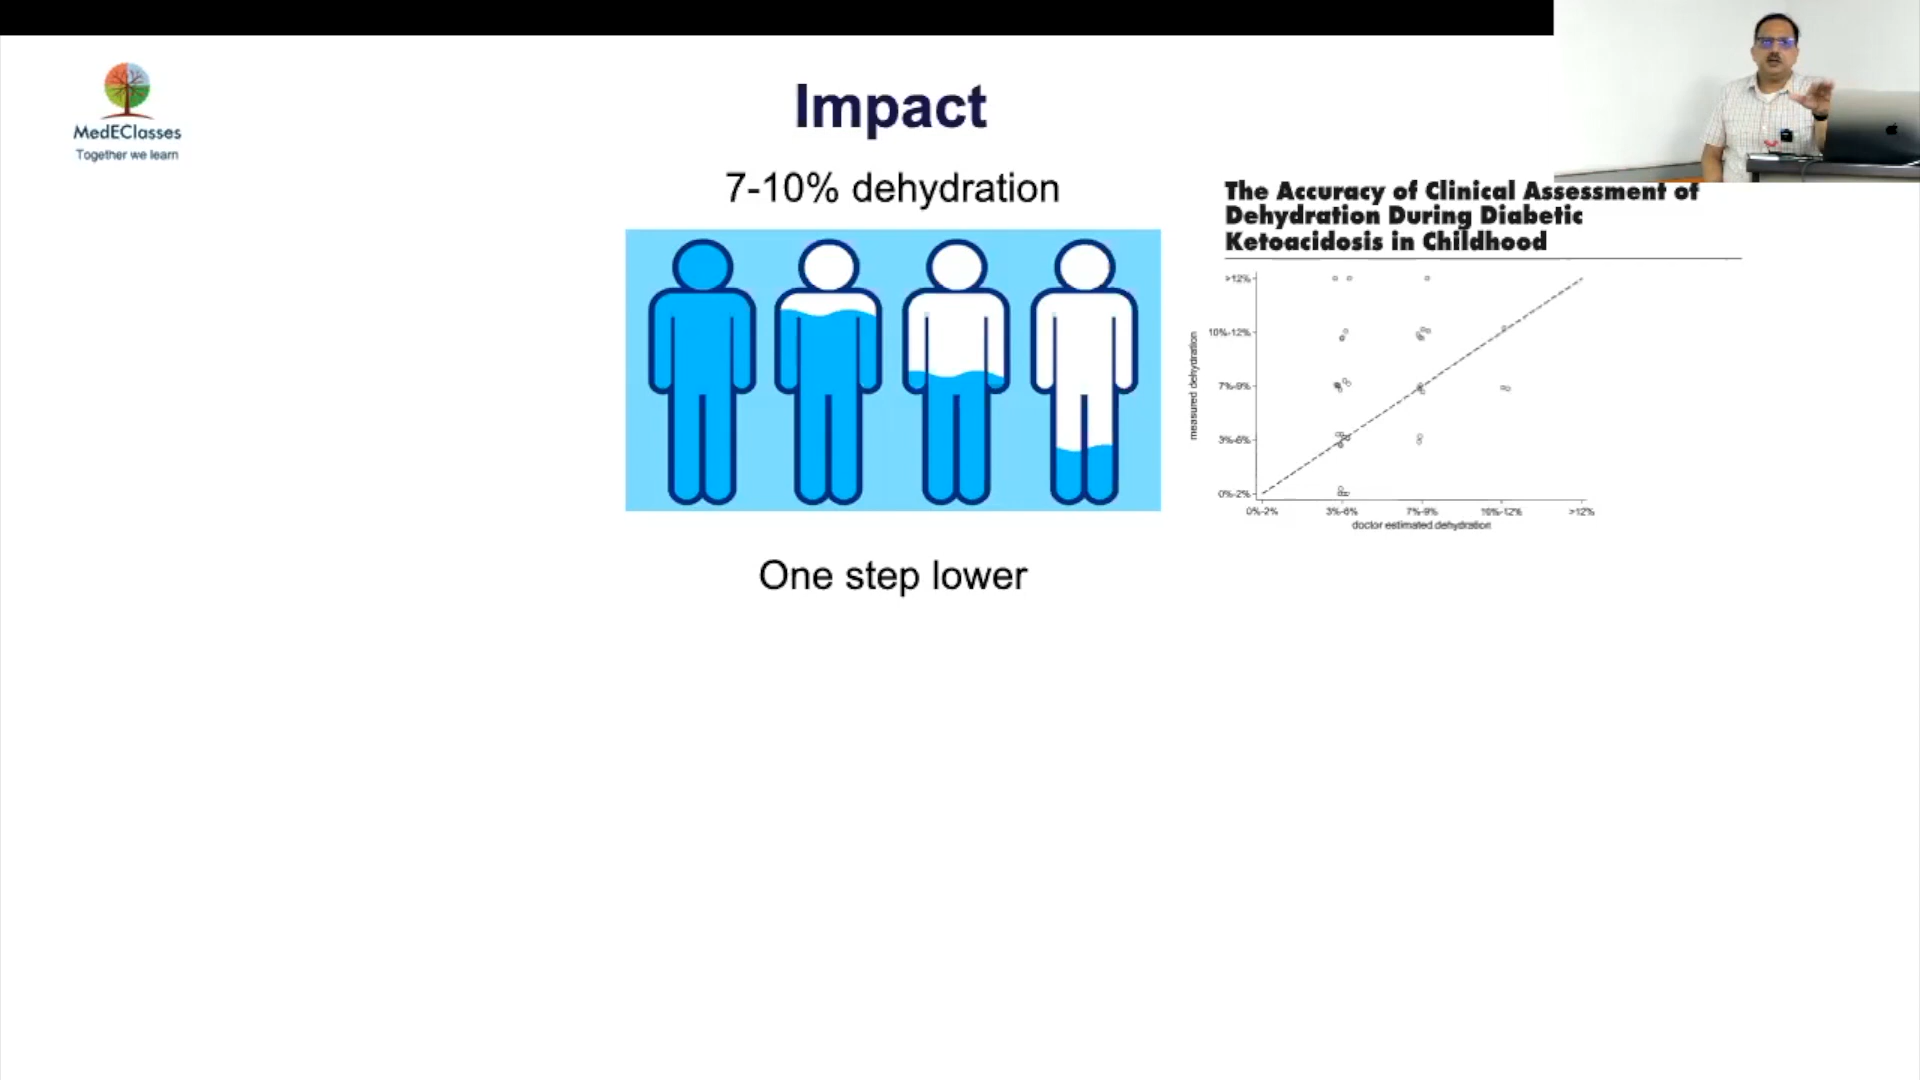 MedEClasses
Together we learn
Impact
7-10% dehydration
One step lower
The Accuracy of Clinical Assessment of
Dehydration During Diabetic
Ketoacidosis in Childhood
measured dehydration
>12%
10%-12%
7%-9%
3%-6%
0%-2%
0%-2% 3%-6% 7%-9% 10%-12% >12%
doctor estimated dehydration